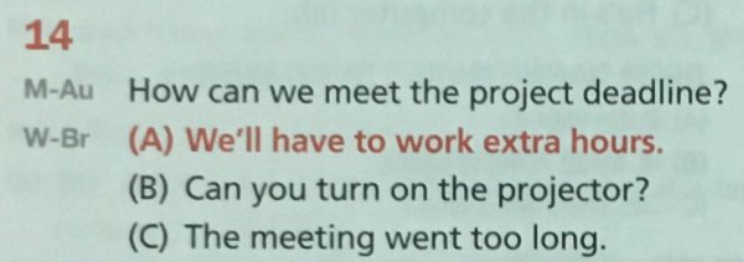 14
M-Au How can we meet the project deadline?
W-Br (A) We'll have to work extra hours.
(B) Can you turn on the projector?
(C) The meeting went too long.